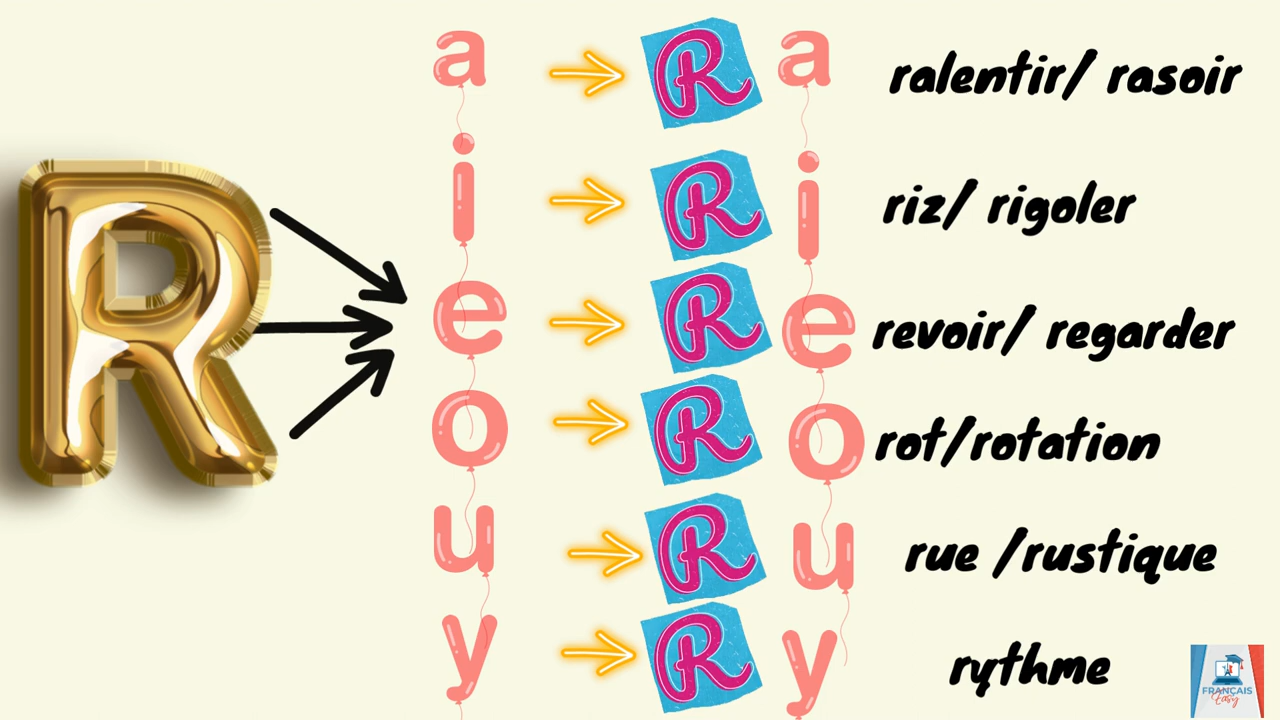 R
a R a ralentir/ rasoir
i R i riz/ rigoler
e R e revoir/ regarder
o R o rot/rotation
u R u rue /rustique
y R y rythme
FRANÇAIS
Easy